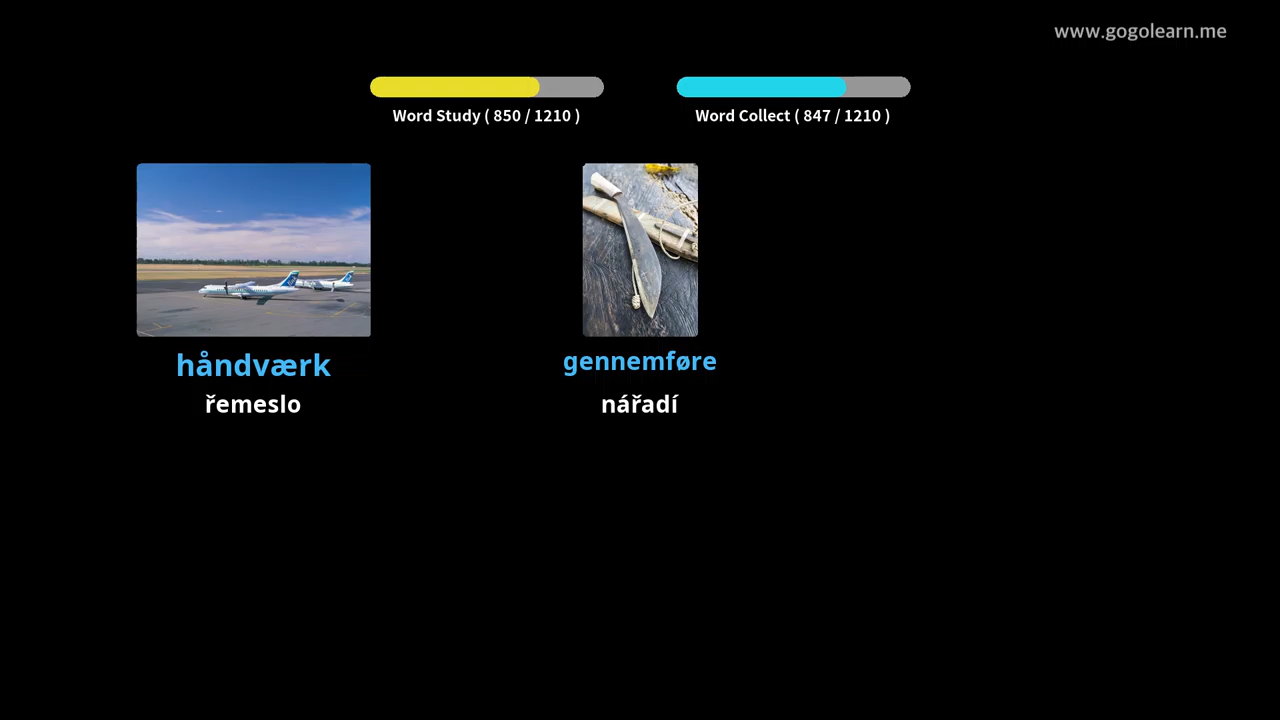 www.gogolearn.me
Word Study ( 850 / 1210 )
Word Collect ( 847 / 1210 )
håndværk
řemeslo
gennemføre
nářadí